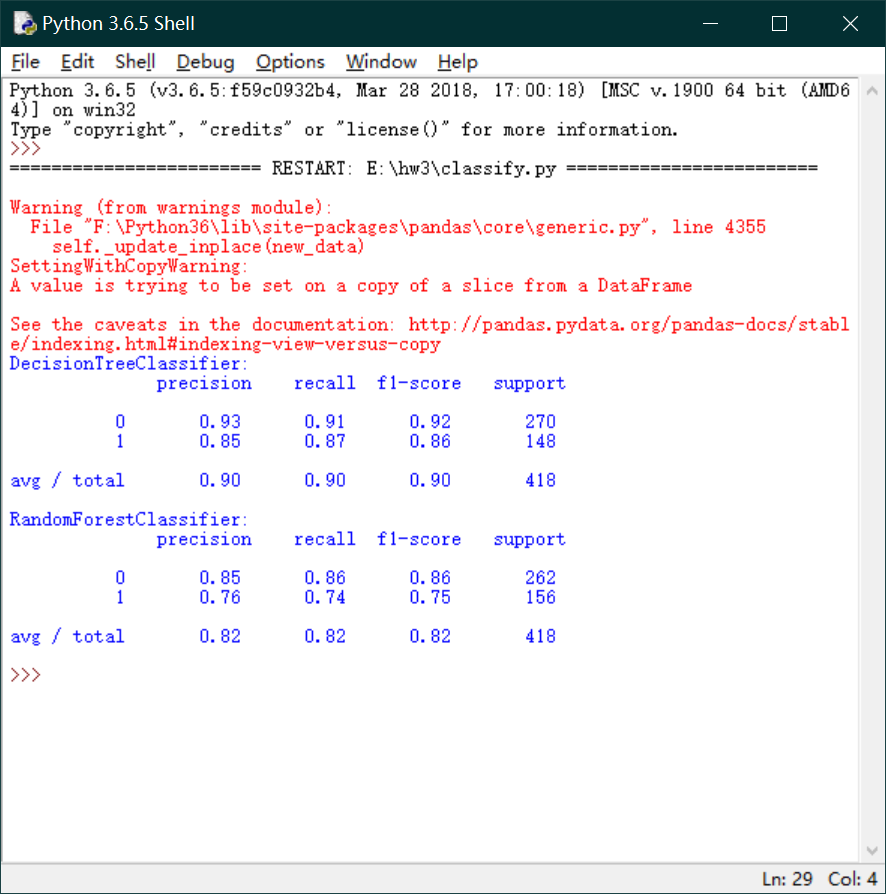 Python 3.6.5 Shell
File Edit Shell Debug Options Window Help
Python 3.6.5 (v3.6.5:f59c0932b4, Mar 28 2018, 17:00:18) [MSC v.1900 64 bit (AMD6
4)] on win32
Type "copyright", "credits" or "license()" for more information.
>>>
======================== RESTART: E:\hw3\classify.py ========================
Warning (from warnings module):
File "F:\Python36\lib\site-packages\pandas\core\generic.py", line 4355
self._update_inplace(new_data)
SettingWithCopyWarning:
A value is trying to be set on a copy of a slice from a DataFrame
See the caveats in the documentation: http://pandas.pydata.org/pandas-docs/stabl
e/indexing.html#indexing-view-versus-copy
DecisionTreeClassifier:
precision recall f1-score support
0 0.93 0.91 0.92 270
1 0.85 0.87 0.86 148
avg / total 0.90 0.90 0.90 418
RandomForestClassifier:
precision recall f1-score support
0 0.85 0.86 0.86 262
1 0.76 0.74 0.75 156
avg / total 0.82 0.82 0.82 418
>>>
Ln: 29 Col: 4